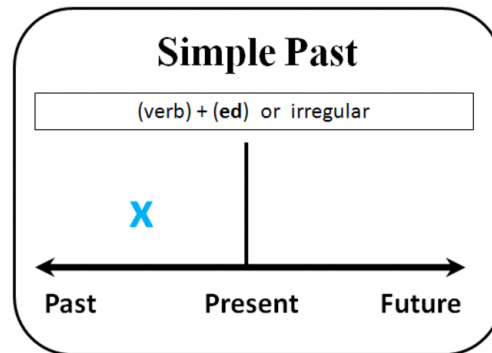 Simple Past
(verb) + (ed) or irregular
X
Past Present Future